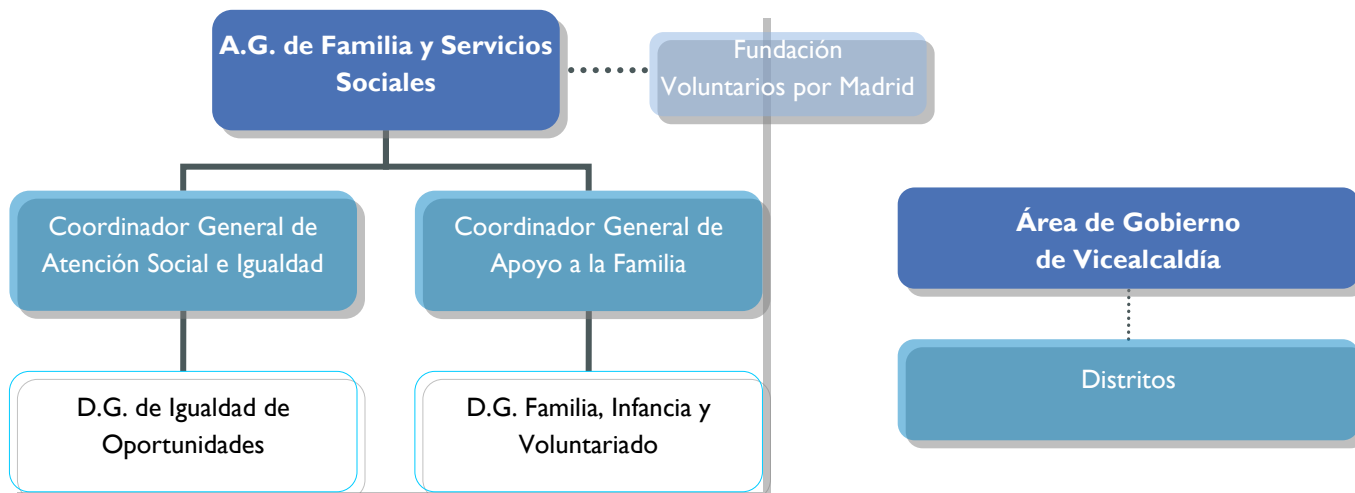 A.G. de Familia y Servicios
Sociales
Fundación
Voluntarios por Madrid
Coordinador General de
Atención Social e Igualdad
Coordinador General de
Apoyo a la Familia
Área de Gobierno
de Vicealcaldía
D.G. de Igualdad de
Oportunidades
D.G. Familia, Infancia y
Voluntariado
Distritos